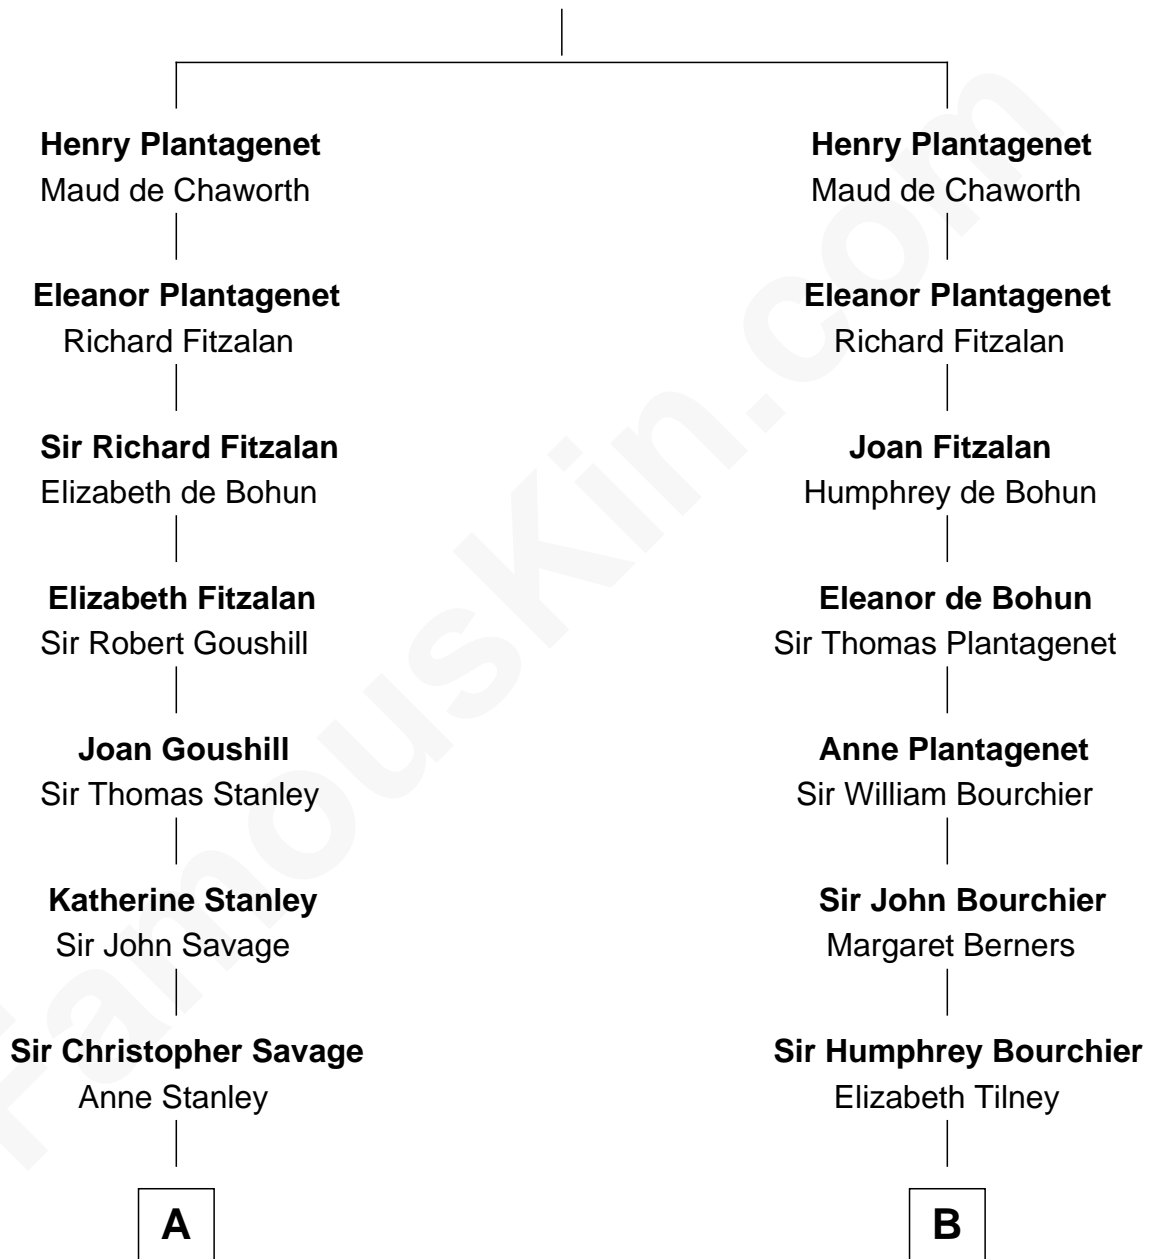 Henry Plantagenet
Maud de Chaworth
Eleanor Plantagenet
Richard Fitzalan
Sir Richard Fitzalan
Elizabeth de Bohun
Elizabeth Fitzalan
Sir Robert Goushill
Joan Goushill
Sir Thomas Stanley
Katherine Stanley
Sir John Savage
Sir Christopher Savage
Anne Stanley
A
Henry Plantagenet
Maud de Chaworth
Eleanor Plantagenet
Richard Fitzalan
Joan Fitzalan
Humphrey de Bohun
Eleanor de Bohun
Sir Thomas Plantagenet
Anne Plantagenet
Sir William Bourchier
Sir John Bourchier
Margaret Berners
Sir Humphrey Bourchier
Elizabeth Tilney
B
FamousKin.com